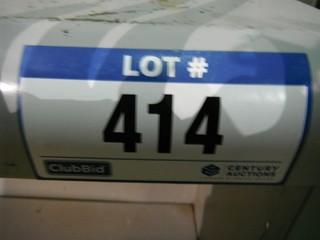 LOT #
414
ClubBid
CENTURY
AUCTIONS